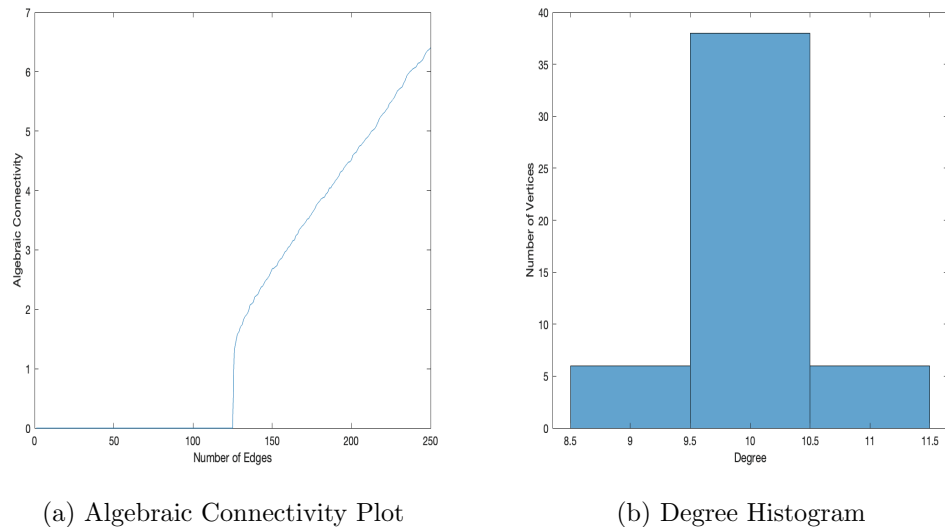 7
6
5
4
3
2
1
0
Algebraic Connectivity
0 50 100 150 200 250
Number of Edges
(a) Algebraic Connectivity Plot
40
35
30
25
20
15
10
5
0
Number of Vertices
8.5 9 9.5 10 10.5 11 11.5
Degree
(b) Degree Histogram